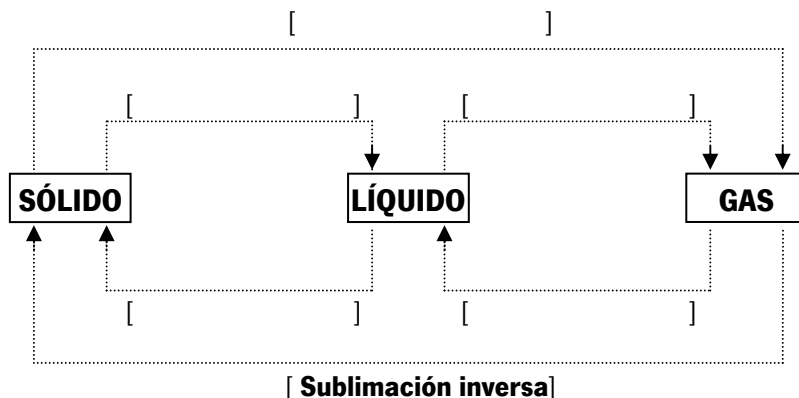 [ ]
[ ] [ ]
SÓLIDO LÍQUIDO GAS
[ ] [ ]
[ Sublimación inversa]